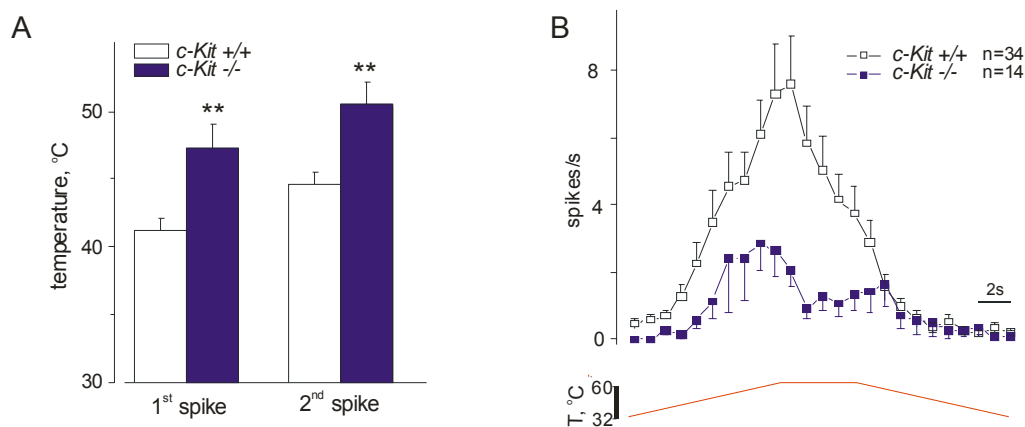 A
c-Kit +/+
c-Kit -/-
**
**
50
40
30
temperature, °C
1st spike
2nd spike
B
c-Kit +/+ n=34
c-Kit -/- n=14
8
4
0
spikes/s
2s
60
32
T, °C